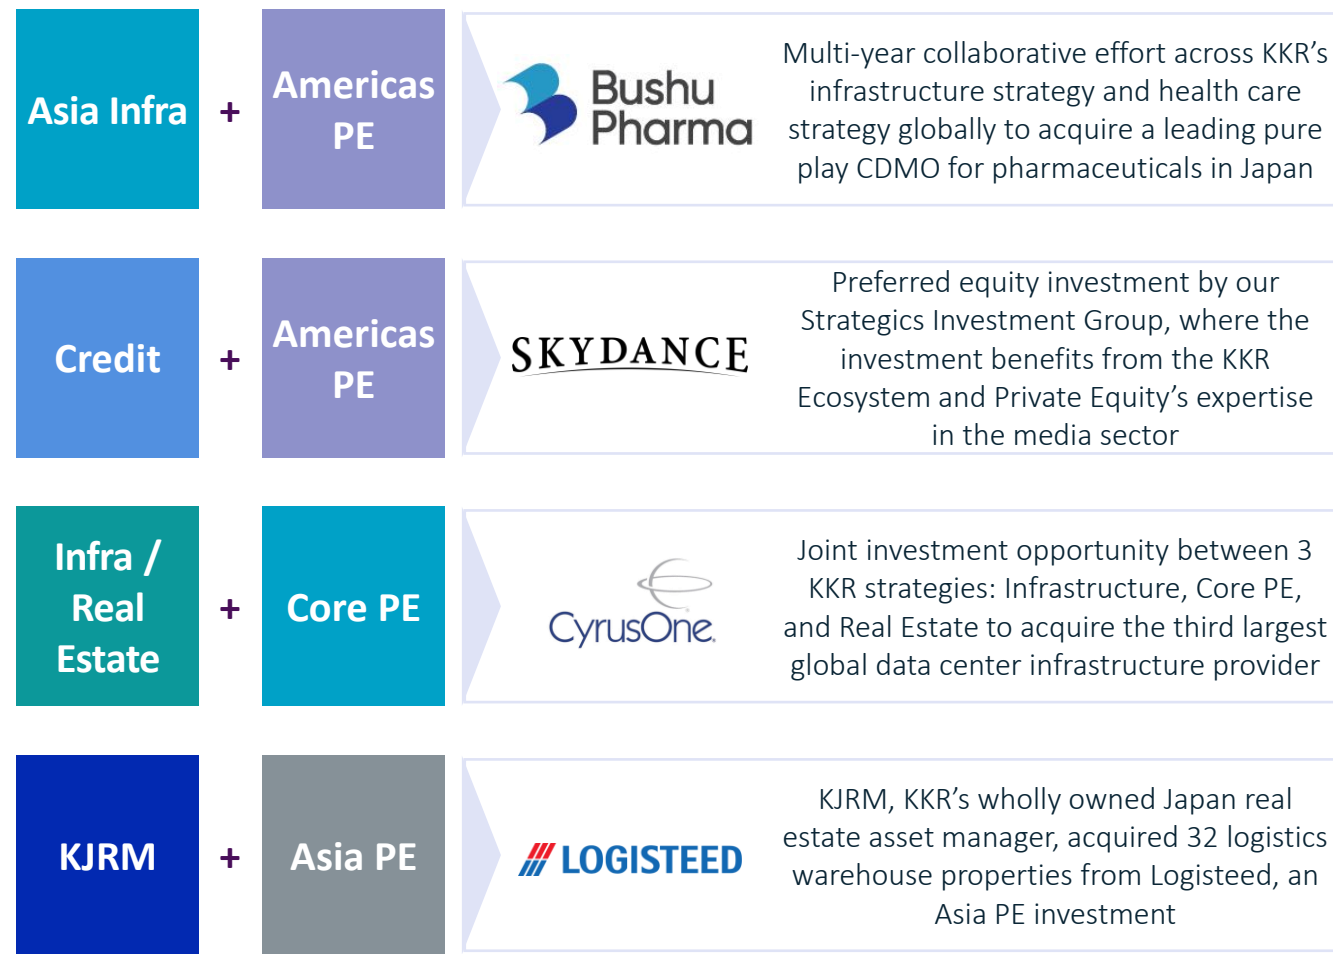 Asia Infra
+
Americas
PE
Bushu
Pharma
Multi-year collaborative effort across KKR’s
infrastructure strategy and health care
strategy globally to acquire a leading pure
play CDMO for pharmaceuticals in Japan
Credit
+
Americas
PE
SKYDANCE
Preferred equity investment by our
Strategics Investment Group, where the
investment benefits from the KKR
Ecosystem and Private Equity’s expertise
in the media sector
Infra /
Real
Estate
+
Core PE
CyrusOne
Joint investment opportunity between 3
KKR strategies: Infrastructure, Core PE,
and Real Estate to acquire the third largest
global data center infrastructure provider
KJRM
+
Asia PE
LOGISTEED
KJRM, KKR’s wholly owned Japan real
estate asset manager, acquired 32 logistics
warehouse properties from Logisteed, an
Asia PE investment